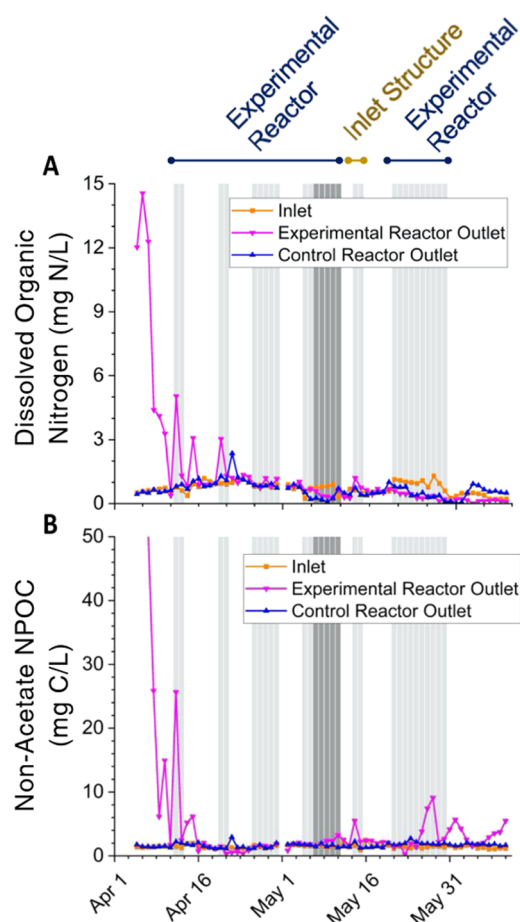 Experimental
Reactor
Inlet Structure
Experimental
Reactor
A
Dissolved Organic
Nitrogen (mg N/L)
15
12
9
6
3
0
Inlet
Experimental Reactor Outlet
Control Reactor Outlet
B
Non-Acetate NPOC
(mg C/L)
50
40
30
20
10
0
Inlet
Experimental Reactor Outlet
Control Reactor Outlet
Apr 1
Apr 16
May 1
May 16
May 31